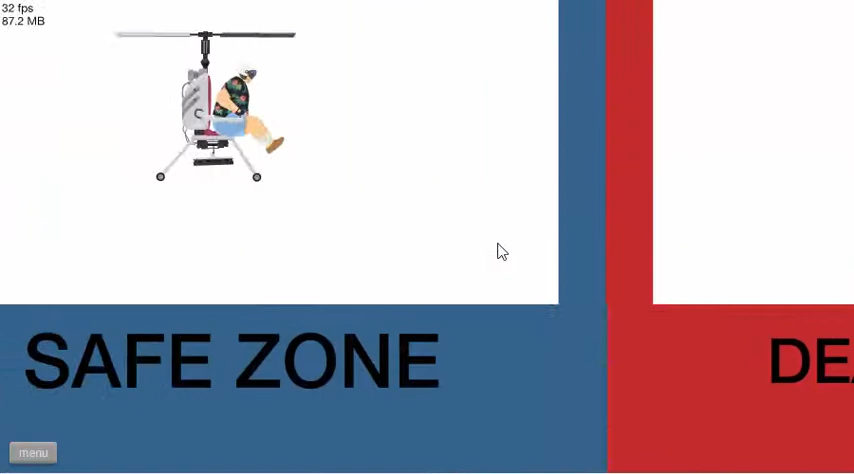 32 fps
87.2 MB
SAFE ZONE
DE
menu